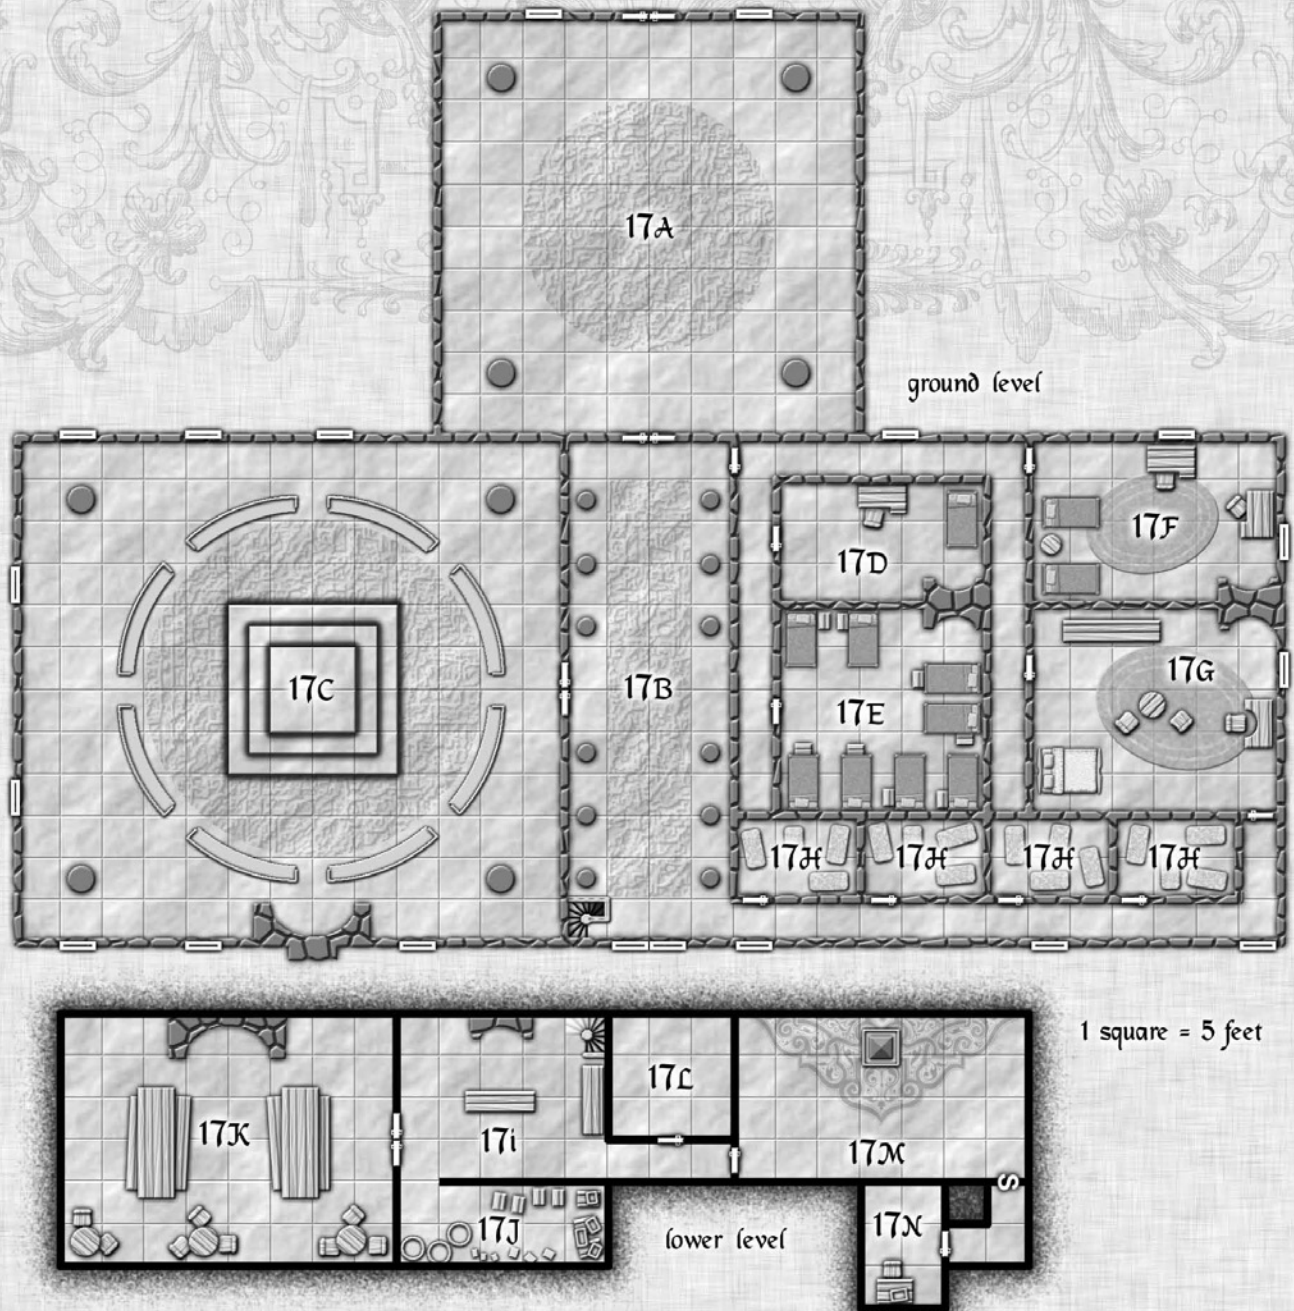 17A
ground level
17F
17D
17G
17C
17B
17E
17H
17H
17H
17H
1 square = 5 feet
17L
17K
17i
17M
S
17J
17N
lower level